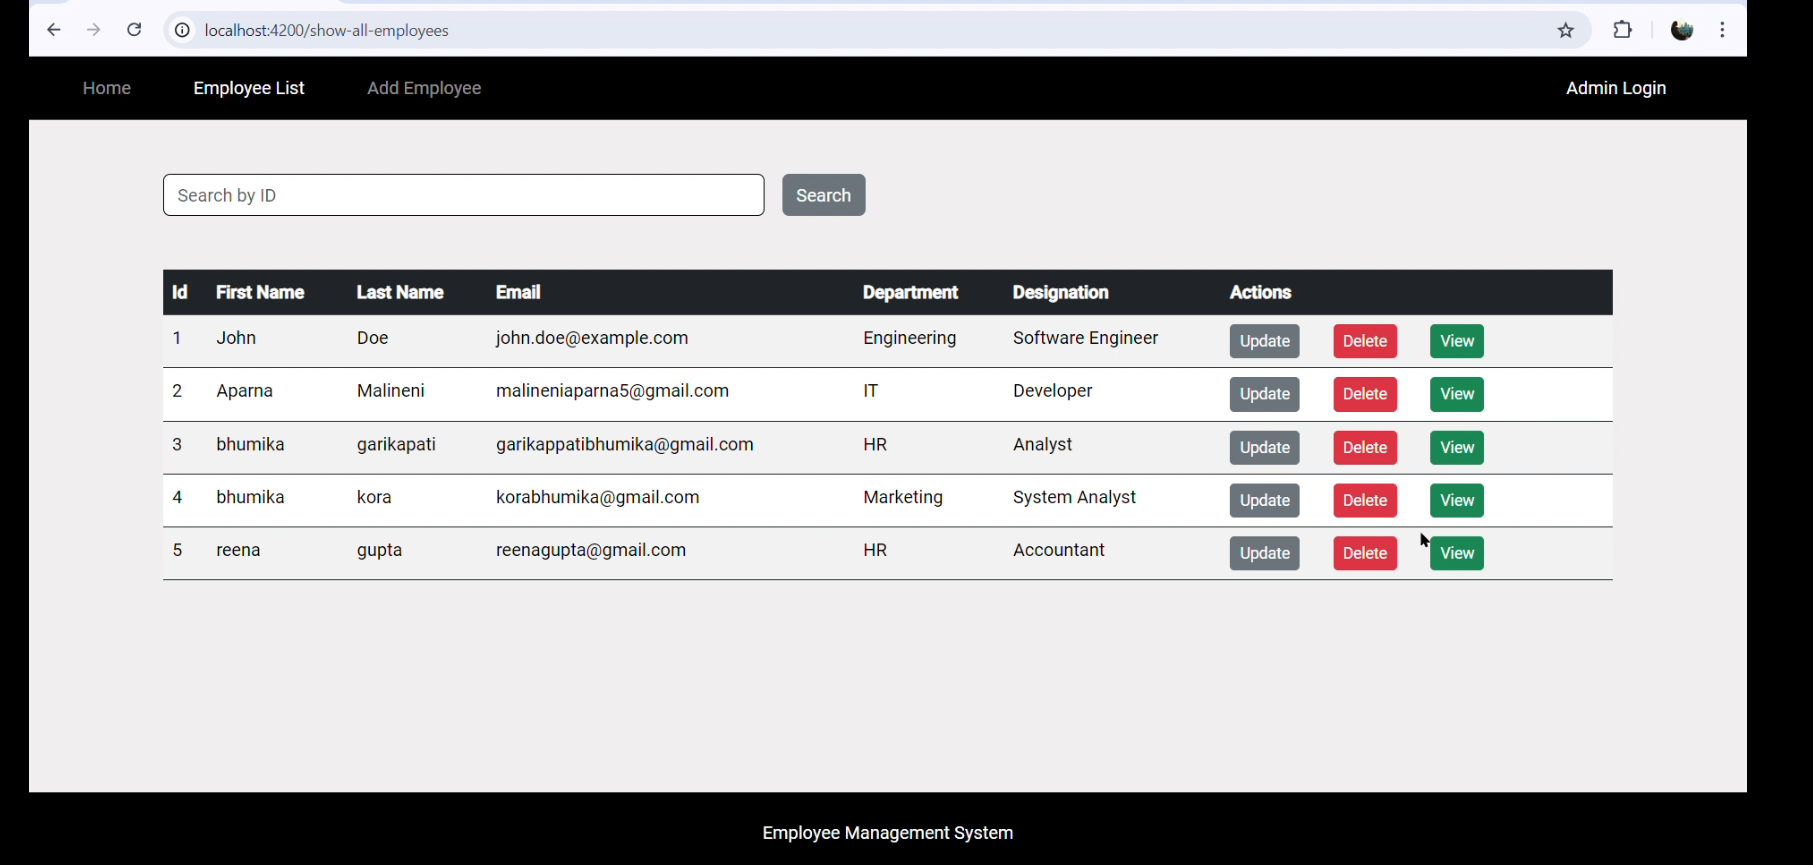 localhost:4200/show-all-employees
Home Employee List Add Employee Admin Login
Search by ID Search
Id First Name Last Name Email Department Designation Actions
1 John Doe john.doe@example.com Engineering Software Engineer Update Delete View
2 Aparna Malineni malineniaparna5@gmail.com IT Developer Update Delete View
3 bhumika garikapati garikappatibhumika@gmail.com HR Analyst Update Delete View
4 bhumika kora korabhumika@gmail.com Marketing System Analyst Update Delete View
5 reena gupta reenagupta@gmail.com HR Accountant Update Delete View
Employee Management System